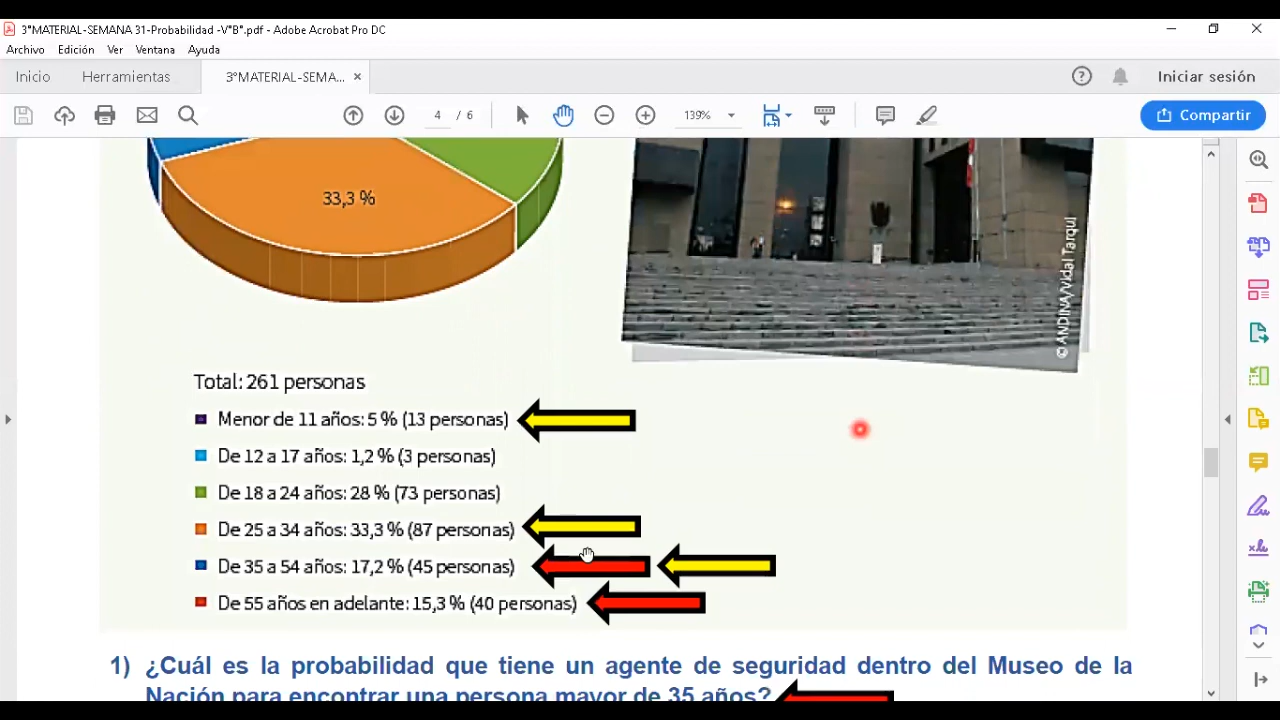 3°MATERIAL-SEMANA 31-Probabilidad -V°B°.pdf - Adobe Acrobat Pro DC
Archivo Edición Ver Ventana Ayuda
Inicio Herramientas 3°MATERIAL-SEMA... Iniciar sesión
4 / 6 139% Compartir
33,3 %
© ANDINA/Vidal Tarqui
Total: 261 personas
Menor de 11 años: 5 % (13 personas)
De 12 a 17 años: 1,2 % (3 personas)
De 18 a 24 años: 28 % (73 personas)
De 25 a 34 años: 33,3 % (87 personas)
De 35 a 54 años: 17,2 % (45 personas)
De 55 años en adelante: 15,3 % (40 personas)
1) ¿Cuál es la probabilidad que tiene un agente de seguridad dentro del Museo de la
Nación para encontrar una persona mayor de 35 años?